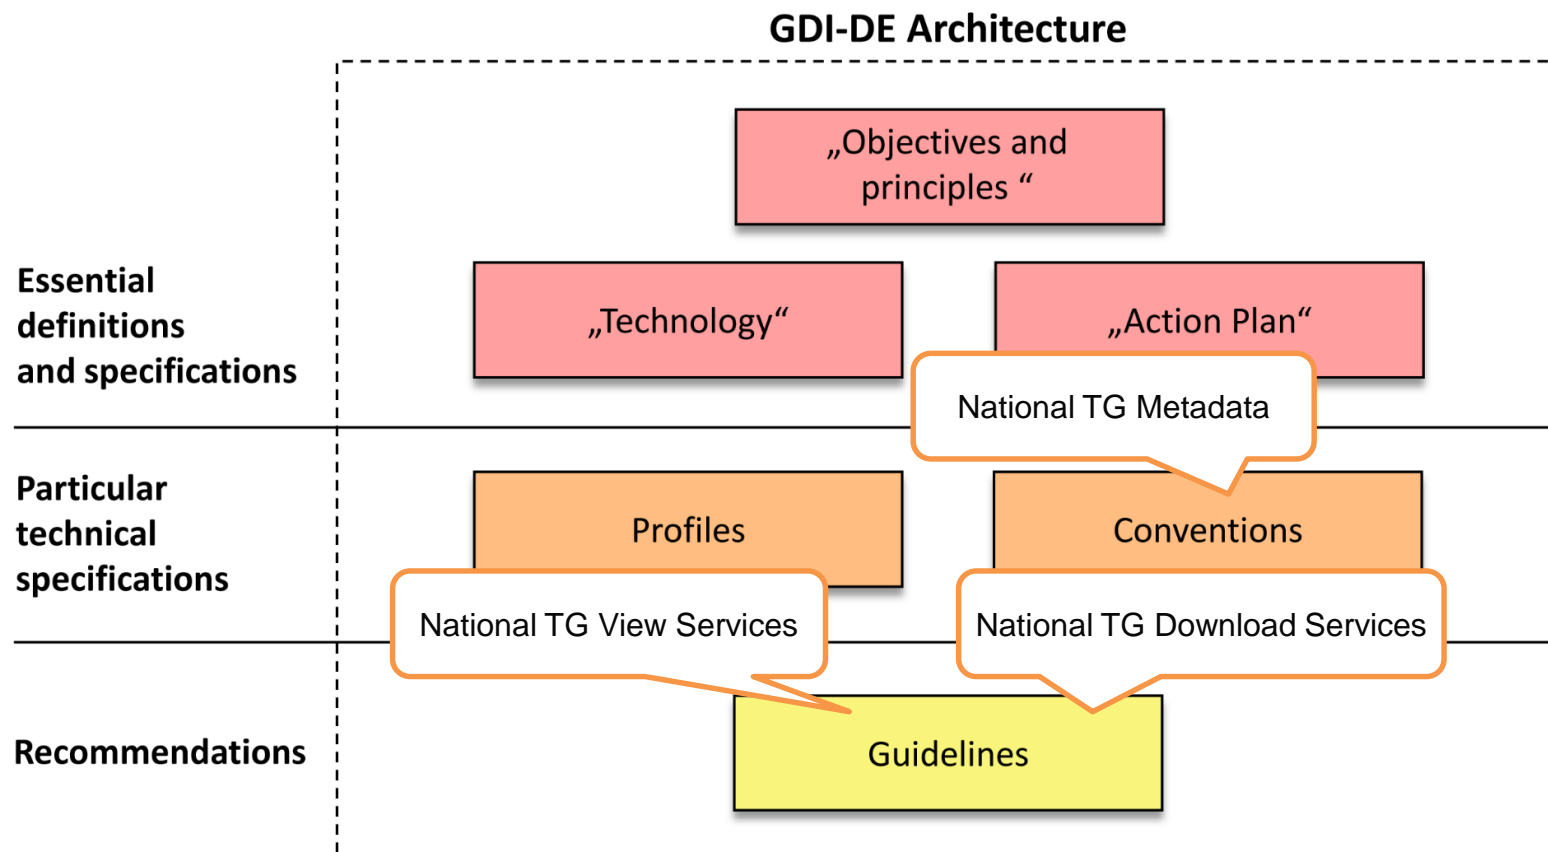 GDI-DE Architecture
„Objectives and
principles “
Essential
definitions
and specifications
„Technology“
„Action Plan“
National TG Metadata
Particular
technical
specifications
Profiles
Conventions
National TG View Services
National TG Download Services
Recommendations
Guidelines